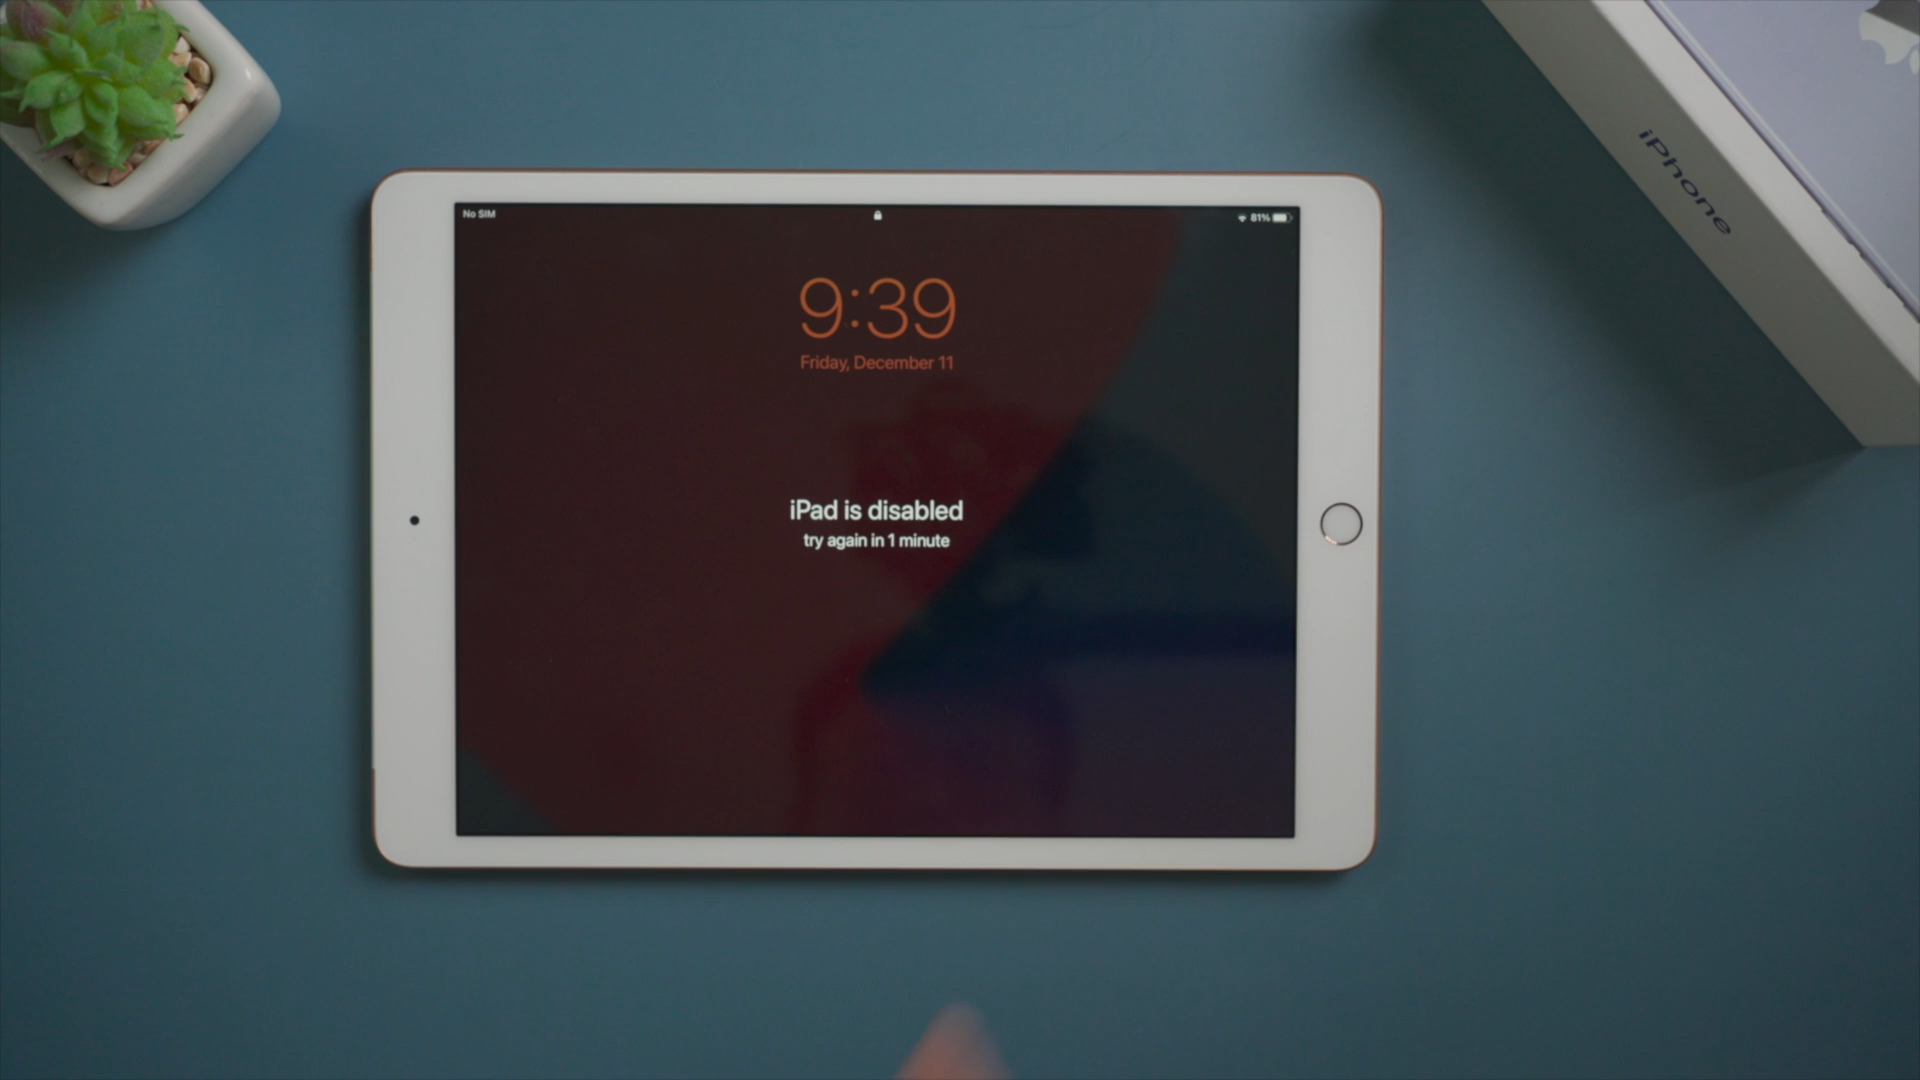 No SIM
81%
9:39
Friday, December 11
iPad is disabled
try again in 1 minute
iPhone